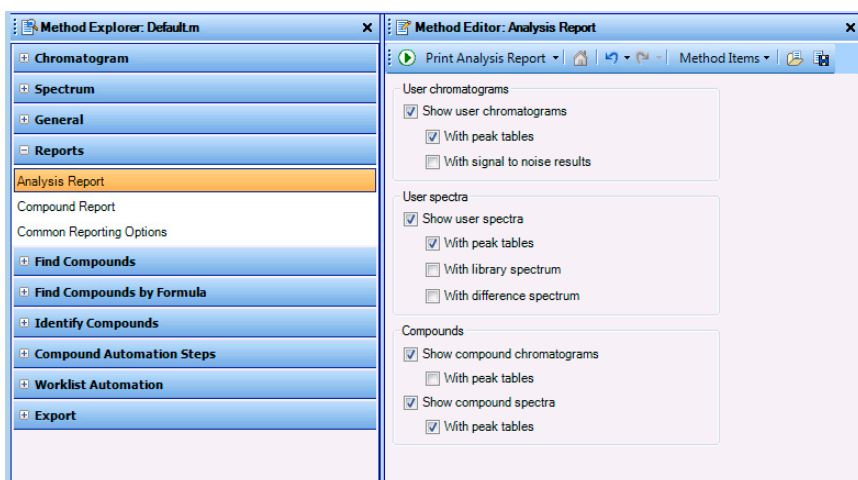 Method Explorer: Default.m
Chromatogram
Spectrum
General
Reports
Analysis Report
Compound Report
Common Reporting Options
Find Compounds
Find Compounds by Formula
Identify Compounds
Compound Automation Steps
Worklist Automation
Export
Method Editor: Analysis Report
Print Analysis Report Method Items
User chromatograms
Show user chromatograms
With peak tables
With signal to noise results
User spectra
Show user spectra
With peak tables
With library spectrum
With difference spectrum
Compounds
Show compound chromatograms
With peak tables
Show compound spectra
With peak tables